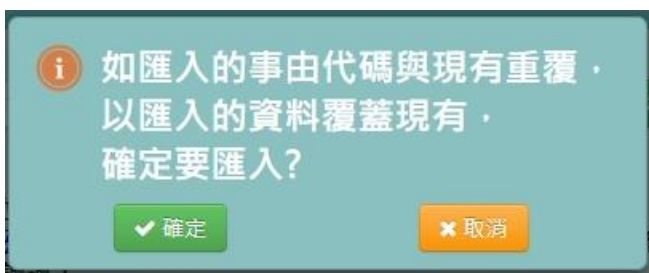 如匯入的事由代碼與現有重覆，
以匯入的資料覆蓋現有，
確定要匯入?
確定
取消